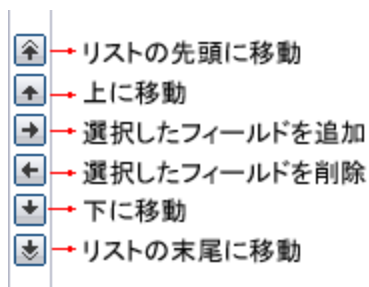 リストの先頭に移動
上に移動
選択したフィールドを追加
選択したフィールドを削除
下に移動
リストの末尾に移動